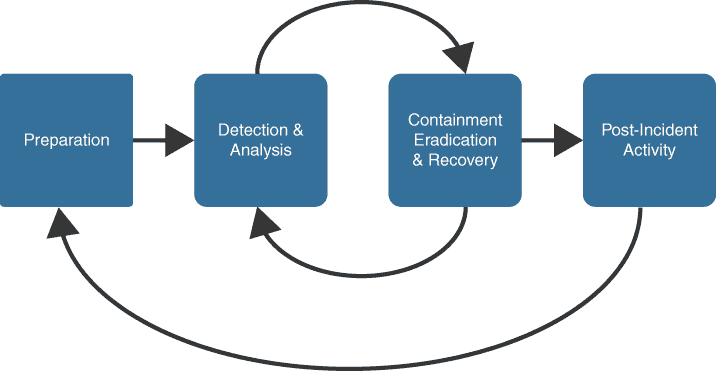 Preparation
Detection &
Analysis
Containment
Eradication
& Recovery
Post-Incident
Activity